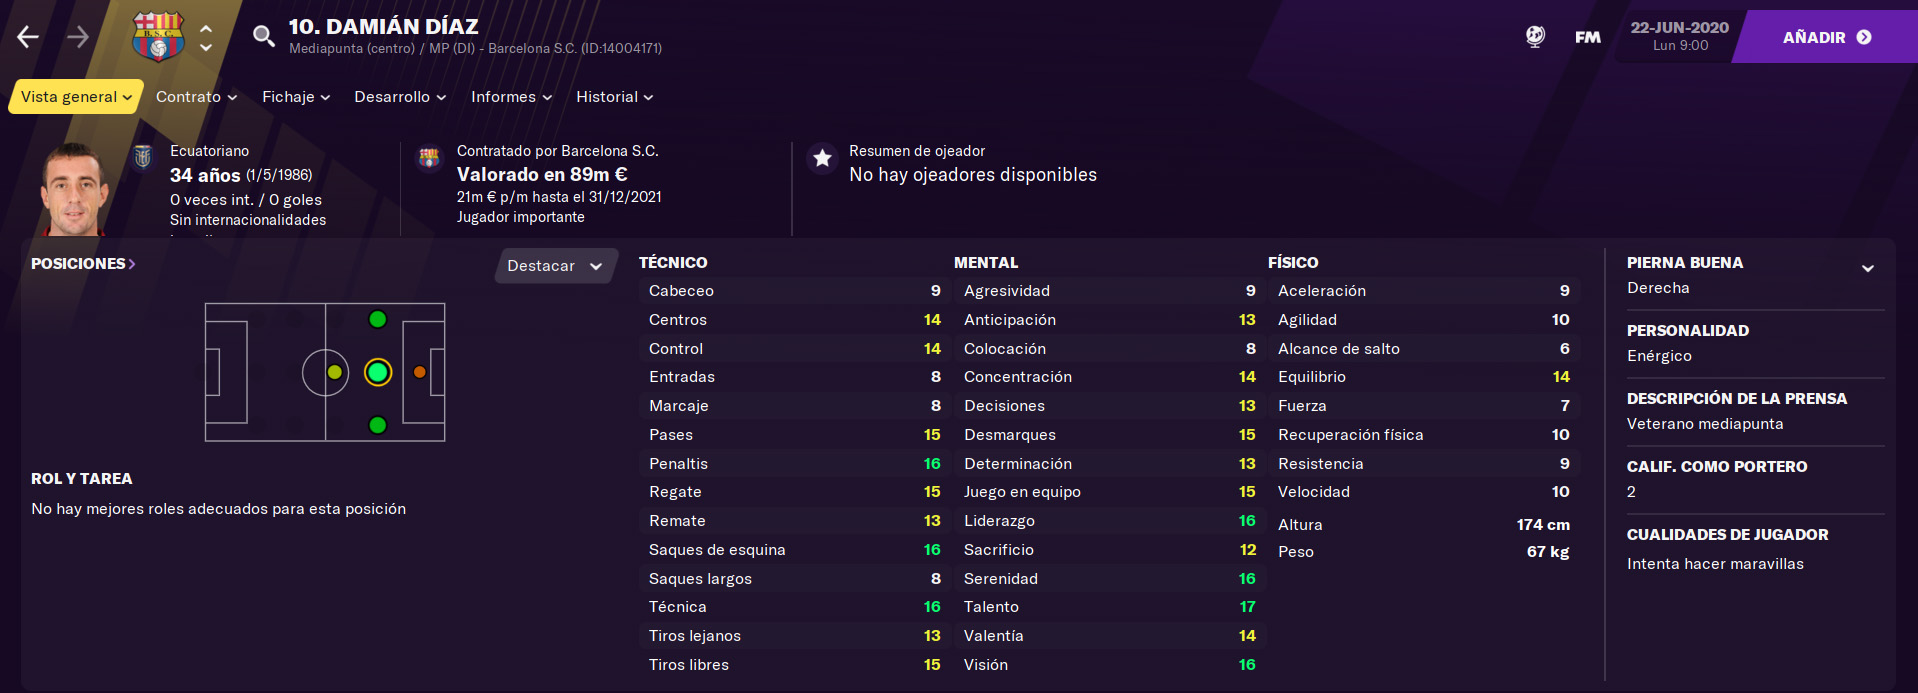 10. DAMIÁN DÍAZ
Mediapunta (centro) / MP (DI) - Barcelona S.C. (ID:14004171)
FM
22-JUN-2020
Lun 9:00
AÑADIR
Vista general
Contrato
Fichaje
Desarrollo
Informes
Historial
Ecuatoriano
34 años (1/5/1986)
0 veces int. / 0 goles
Sin internacionalidades
Contratado por Barcelona S.C.
Valorado en 89m €
21m € p/m hasta el 31/12/2021
Jugador importante
Resumen de ojeador
No hay ojeadores disponibles
POSICIONES
Destacar
ROL Y TAREA
No hay mejores roles adecuados para esta posición
TÉCNICO
Cabeceo 9
Centros 14
Control 14
Entradas 8
Marcaje 8
Pases 15
Penaltis 16
Regate 15
Remate 13
Saques de esquina 16
Saques largos 8
Técnica 16
Tiros lejanos 13
Tiros libres 15
MENTAL
Agresividad 9
Anticipación 13
Colocación 8
Concentración 14
Decisiones 13
Desmarques 15
Determinación 13
Juego en equipo 15
Liderazgo 16
Sacrificio 12
Serenidad 16
Talento 17
Valentía 14
Visión 16
FÍSICO
Aceleración 9
Agilidad 10
Alcance de salto 6
Equilibrio 14
Fuerza 7
Recuperación física 10
Resistencia 9
Velocidad 10
Altura 174 cm
Peso 67 kg
PIERNA BUENA
Derecha
PERSONALIDAD
Enérgico
DESCRIPCIÓN DE LA PRENSA
Veterano mediapunta
CALIF. COMO PORTERO
2
CUALIDADES DE JUGADOR
Intenta hacer maravillas